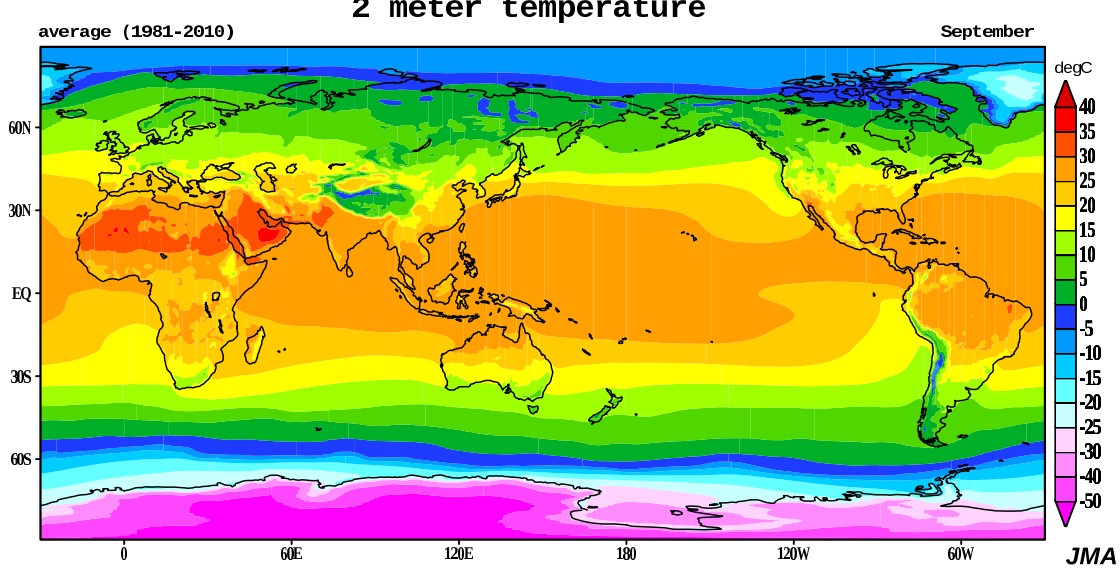 2 meter temperature
average (1981-2010) September
degC
40
35
30
25
20
15
10
5
0
-5
-10
-15
-20
-25
-30
-40
-50
60N
30N
EQ
30S
60S
0 60E 120E 180 120W 60W
JMA